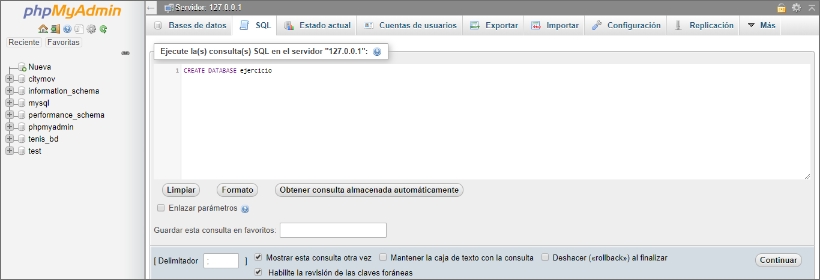 phpMyAdmin
Reciente Favoritas
Nueva
citymov
information_schema
mysql
performance_schema
phpmyadmin
tenis_bd
test
Servidor: 127.0.0.1
Bases de datos SQL Estado actual Cuentas de usuarios Exportar Importar Configuración Replicación Más
Ejecute la(s) consulta(s) SQL en el servidor "127.0.0.1":
1 CREATE DATABASE ejercicio
Limpiar Formato Obtener consulta almacenada automáticamente
Enlazar parámetros
Guardar esta consulta en favoritos:
[ Delimitador ; ] Mostrar esta consulta otra vez Mantener la caja de texto con la consulta Deshacer («rollback») al finalizar Continuar
Habilite la revisión de las claves foráneas